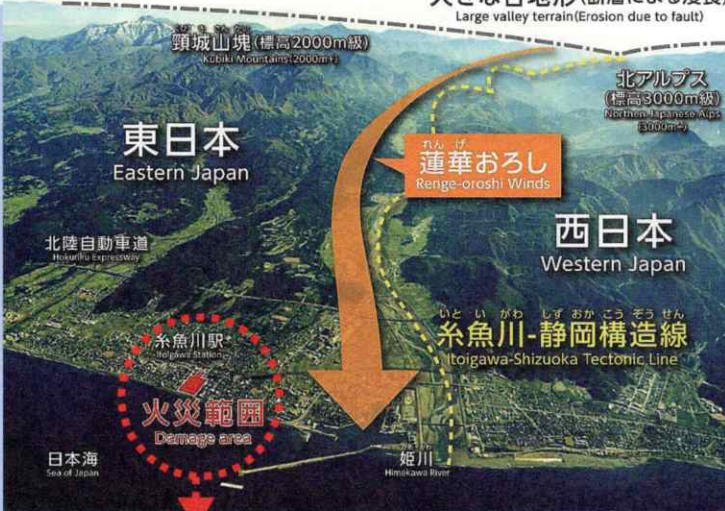 Large valley terrain(Erosion due to fault)
くびきさんかい
頸城山塊(標高2000m級)
Kubiki Mountains(2000m+)
北アルプス
(標高3000m級)
Northen Japanese Alps
(3000m+)
東日本
Eastern Japan
れんげ
蓮華おろし
Renge-oroshi Winds
西日本
Western Japan
北陸自動車道
Hokuriku Expressway
いといがわ しずおかこうぞうせん
糸魚川-静岡構造線
Itoigawa-Shizuoka Tectonic Line
糸魚川駅
Itoigawa Station
火災範囲
Damage area
日本海
Sea of Japan
姫川
Himekawa River